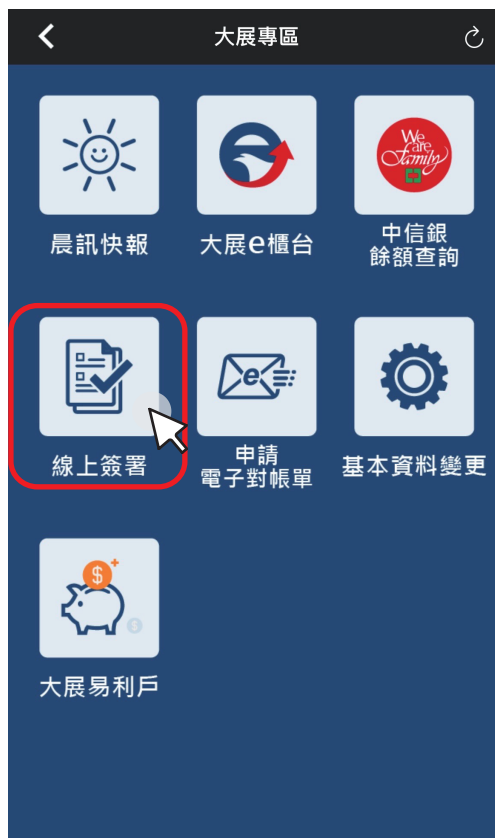 大展專區
We
are
Family
晨訊快報
大展e櫃台
中信銀
餘額查詢
e
線上簽署
申請
電子對帳單
基本資料變更
$
$
大展易利戶